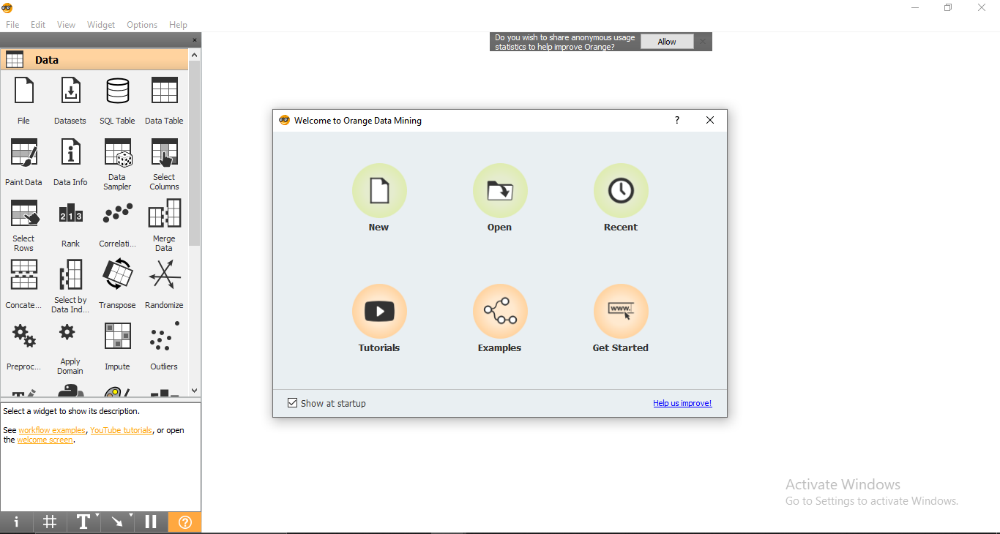 File Edit View Widget Options Help
Do you wish to share anonymous usage
statistics to help improve Orange?
Allow
Data
File Datasets SQL Table Data Table
Paint Data Data Info Data Sampler Select Columns
Select Rows Rank Correlati... Merge Data
Concate... Select by Data Ind... Transpose Randomize
Preproc... Apply Domain Impute Outliers
Select a widget to show its description.
See workflow examples, YouTube tutorials, or open
the welcome screen.
Welcome to Orange Data Mining
?
New Open Recent
www.
Tutorials Examples Get Started
Show at startup
Help us improve!
Activate Windows
Go to Settings to activate Windows.